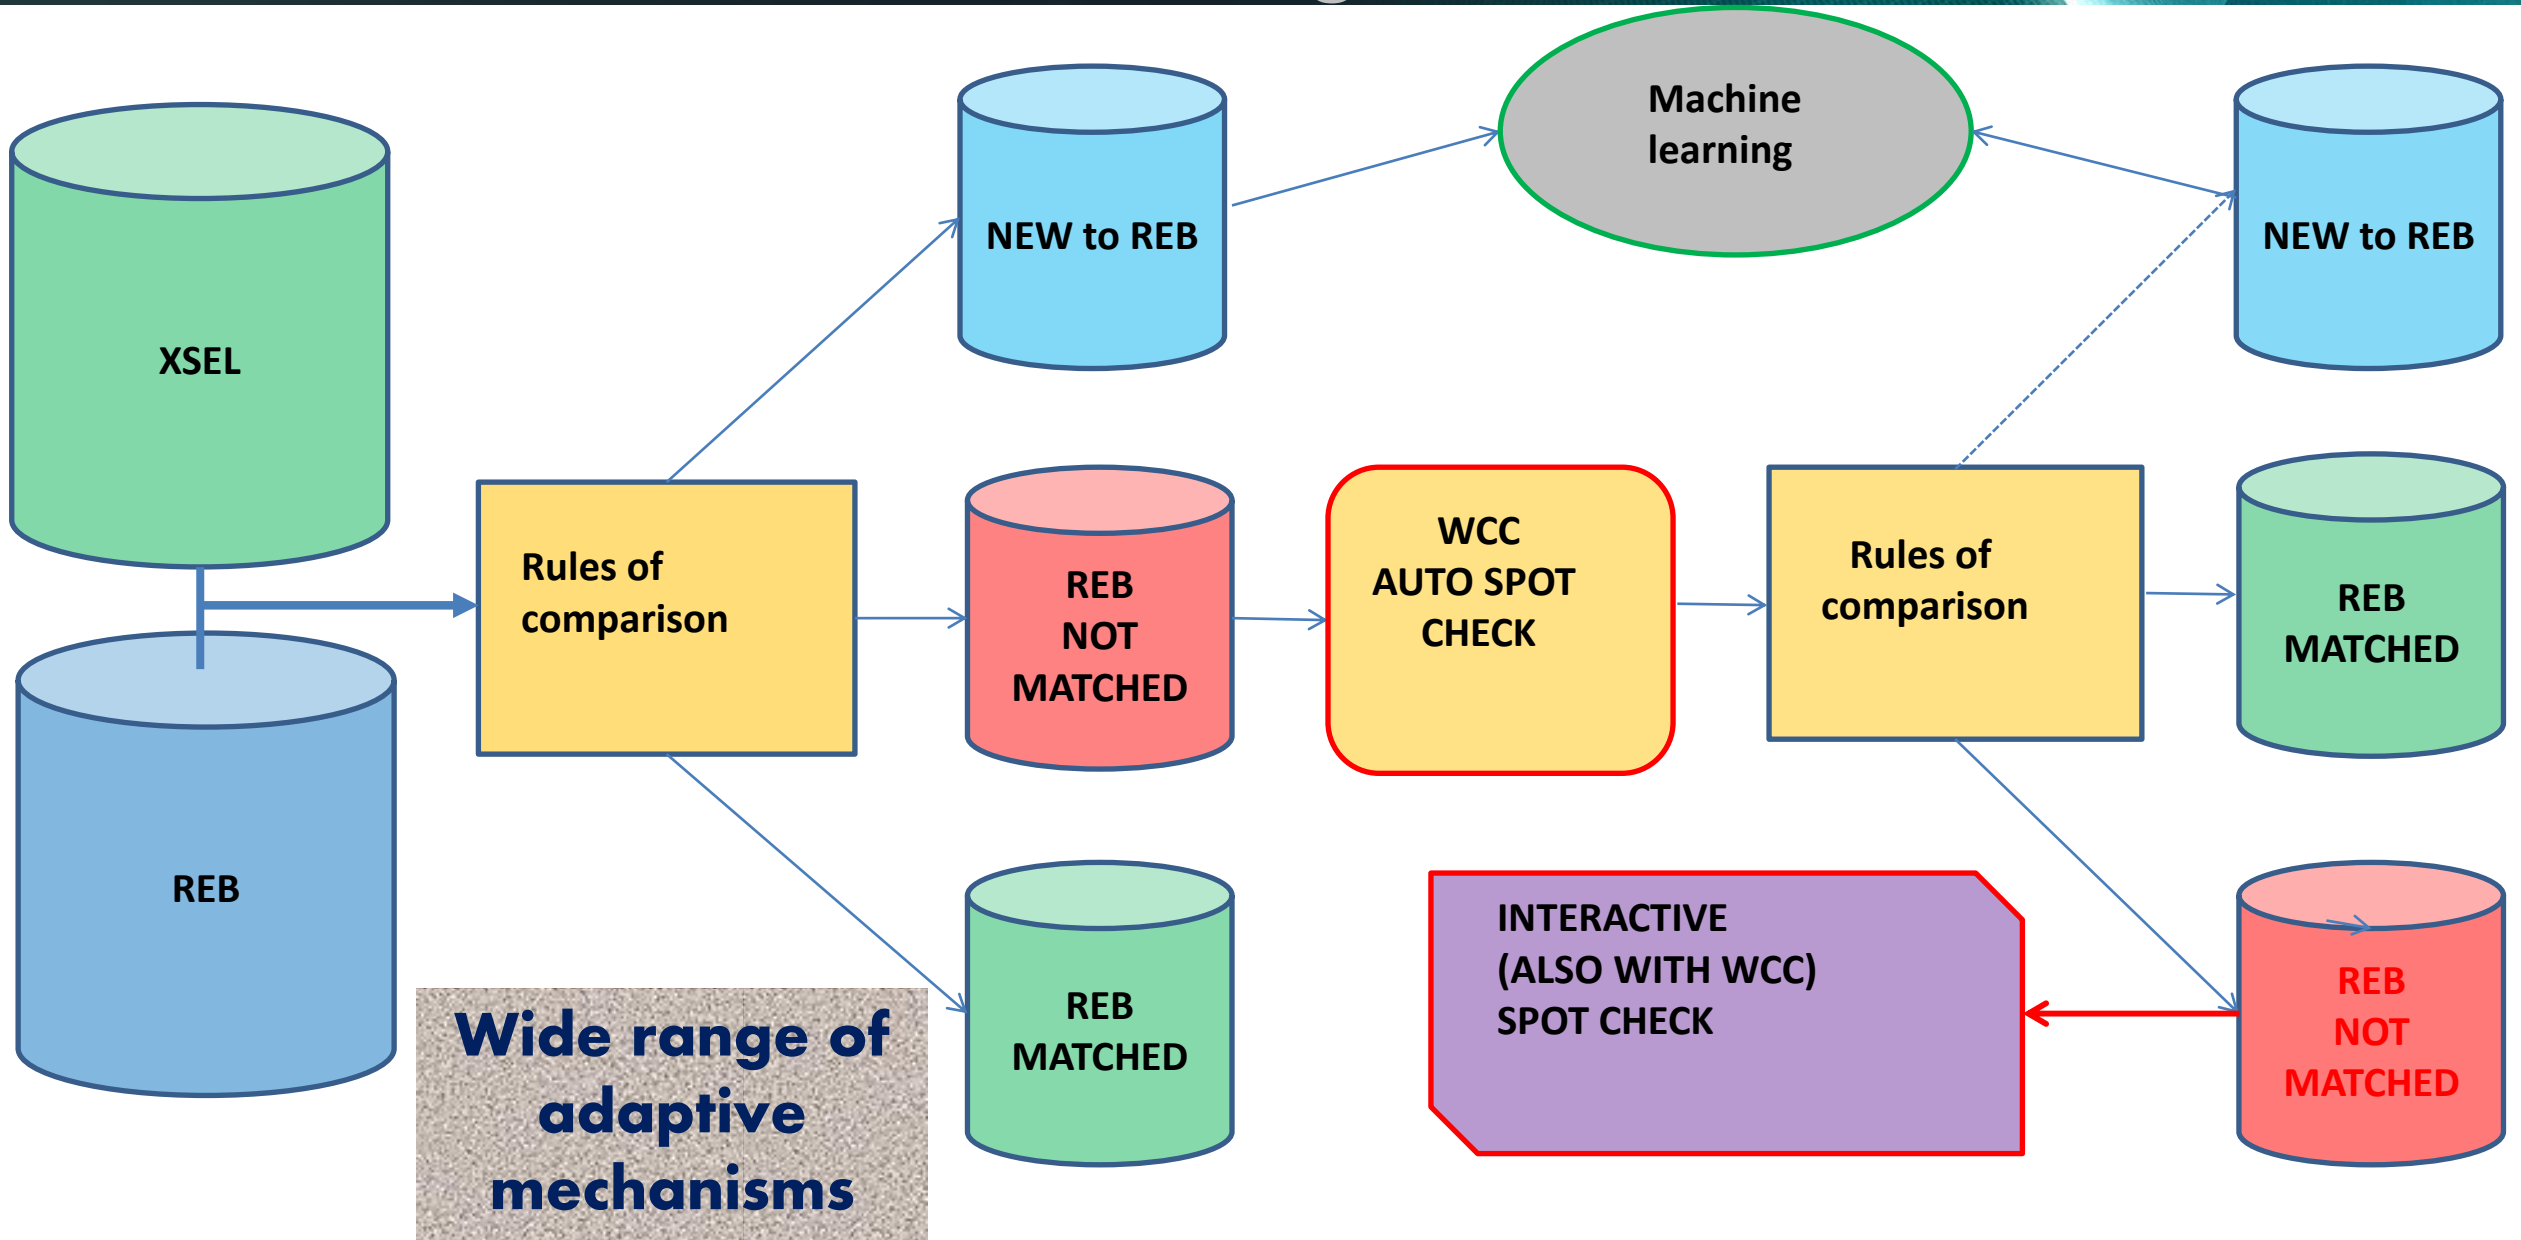 XSEL
REB
Rules of
comparison
NEW to REB
REB
NOT
MATCHED
REB
MATCHED
Wide range of
adaptive
mechanisms
Machine
learning
WCC
AUTO SPOT
CHECK
Rules of
comparison
INTERACTIVE
(ALSO WITH WCC)
SPOT CHECK
NEW to REB
REB
MATCHED
REB
NOT
MATCHED